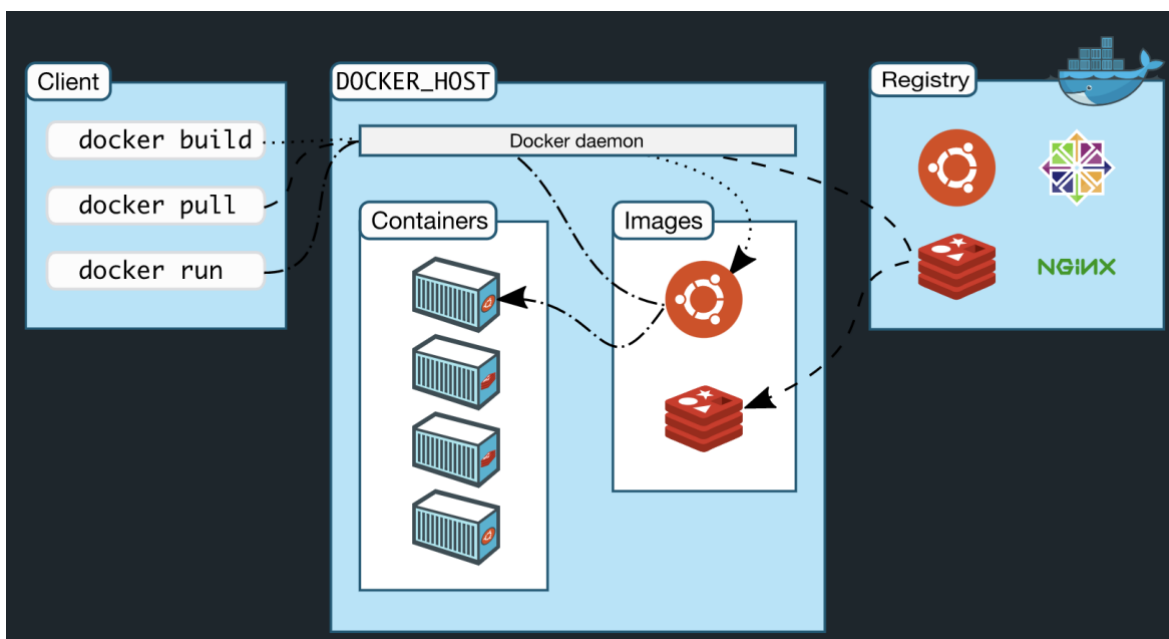 Client
docker build
docker pull
docker run
DOCKER_HOST
Docker daemon
Containers
Images
Registry
NGiNX